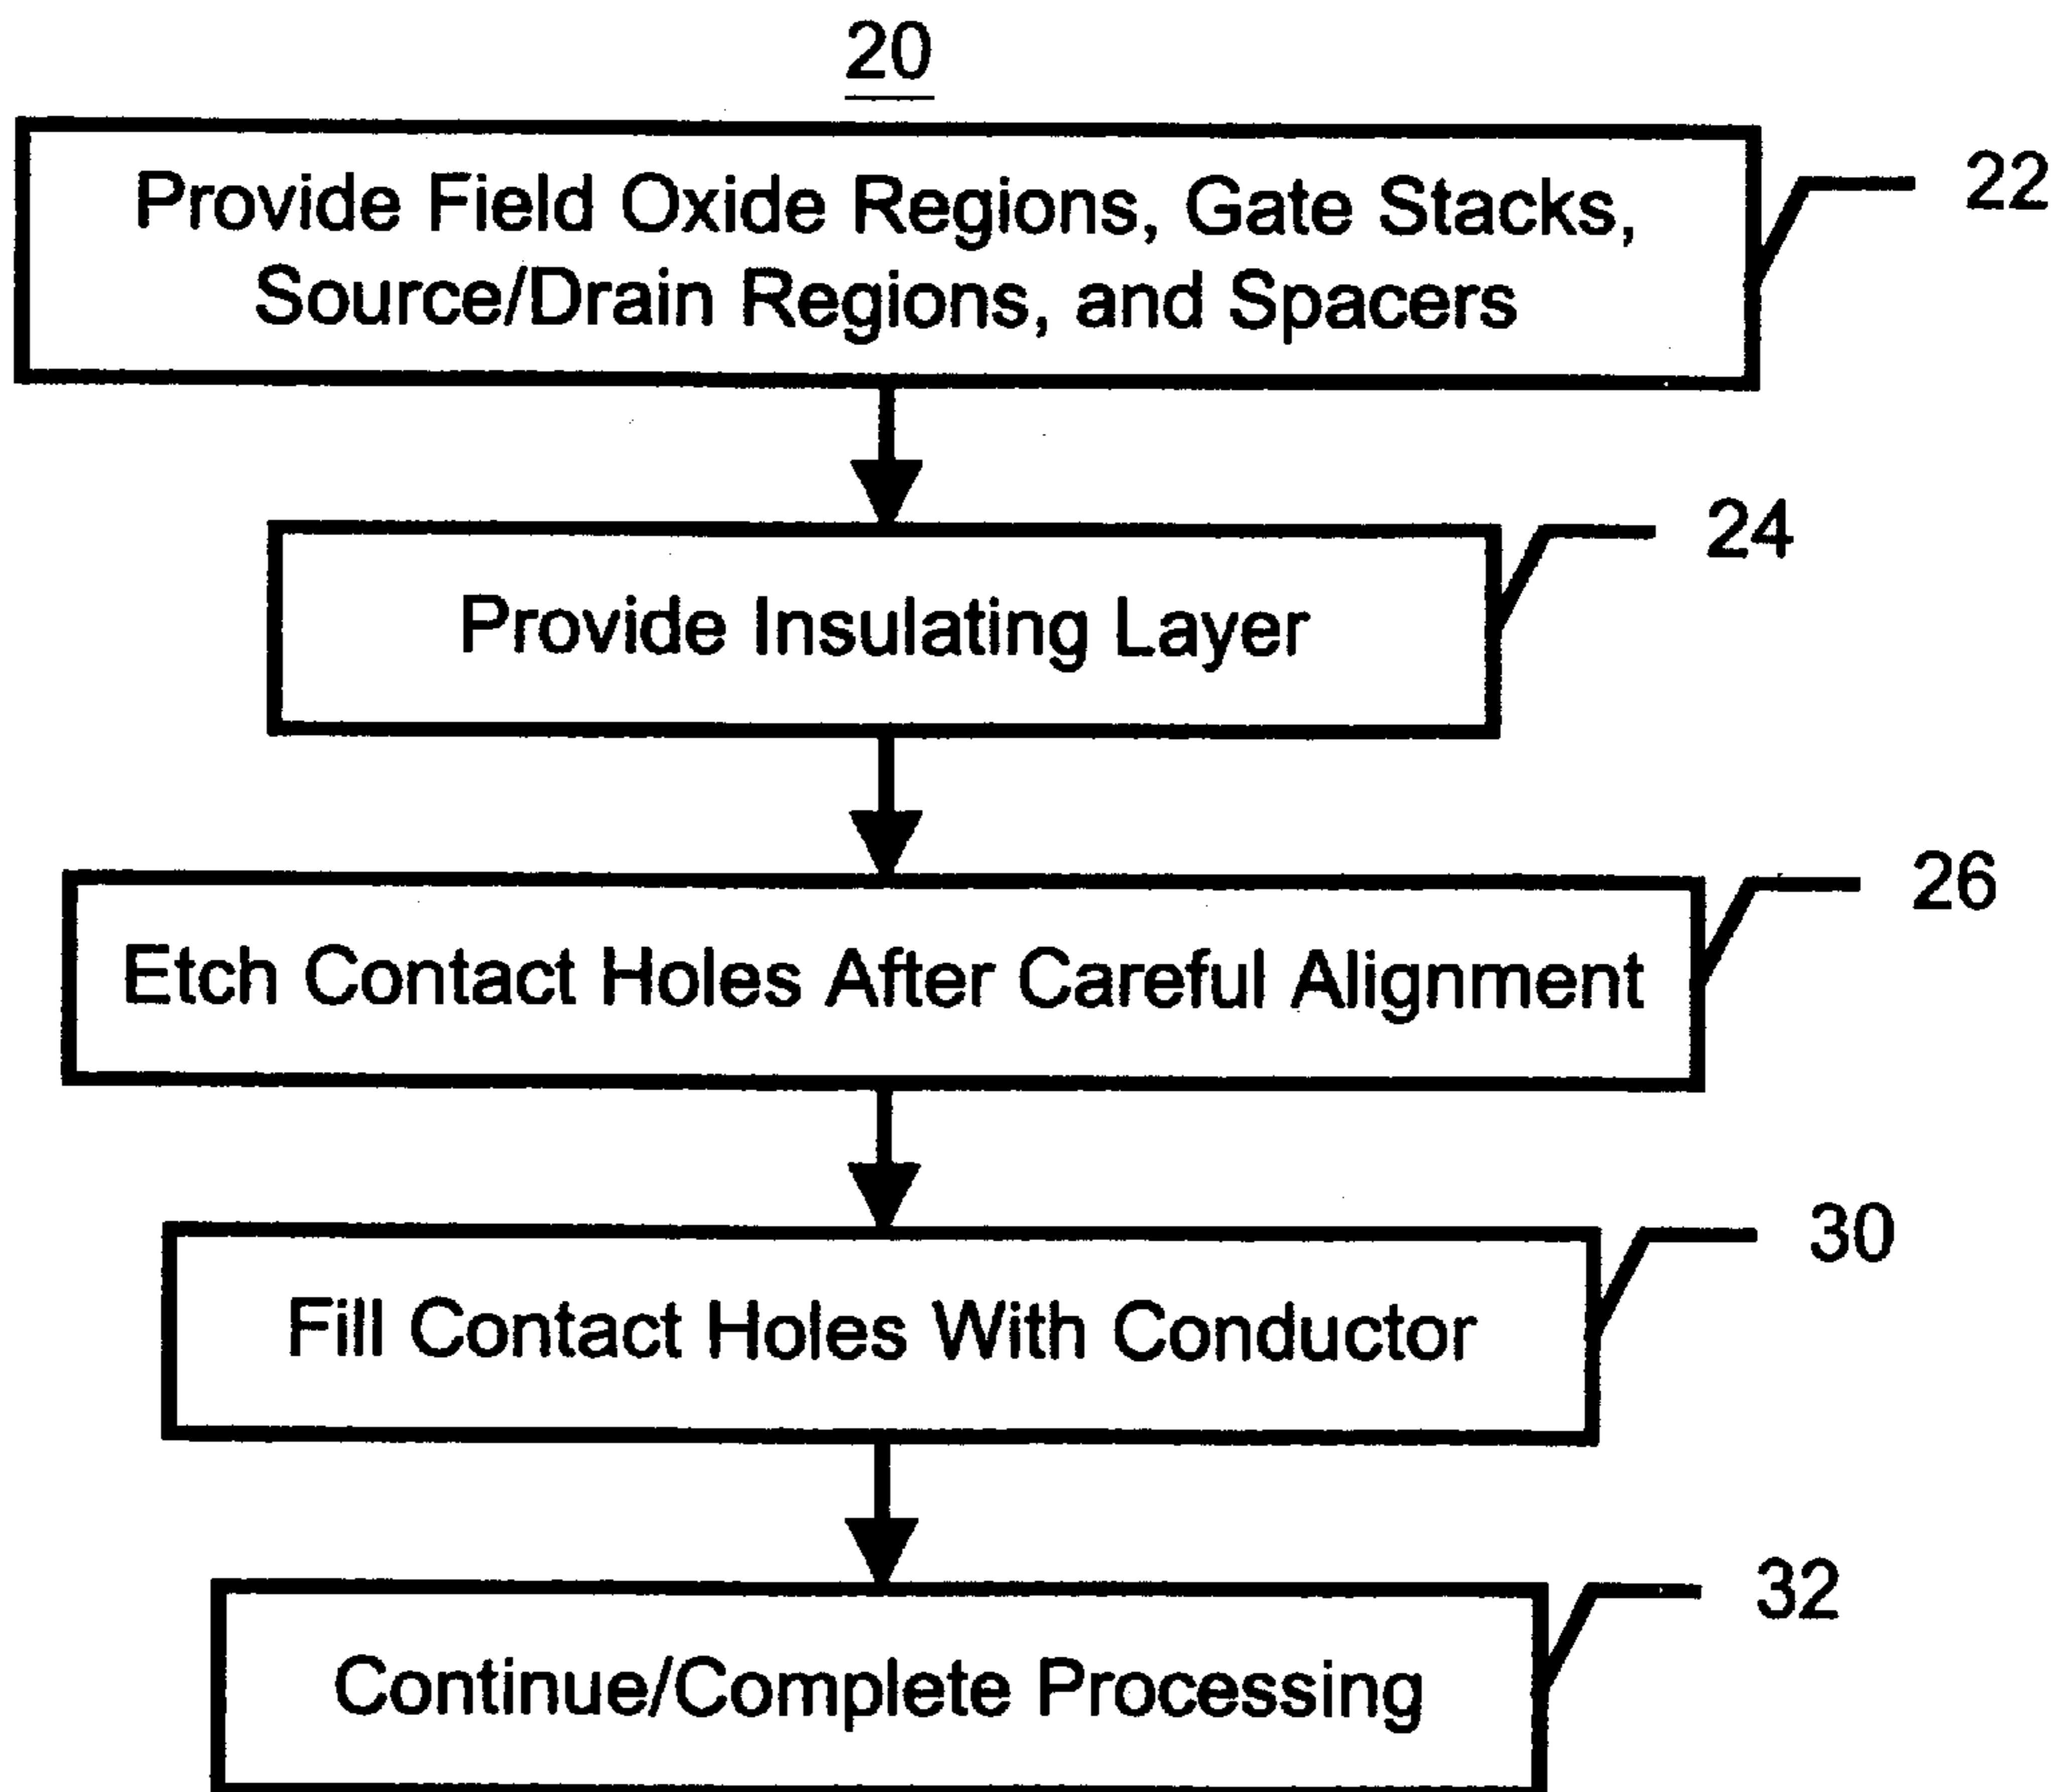 20
Provide Field Oxide Regions, Gate Stacks,
Source/Drain Regions, and Spacers
22
Provide Insulating Layer
24
Etch Contact Holes After Careful Alignment
26
Fill Contact Holes With Conductor
30
Continue/Complete Processing
32